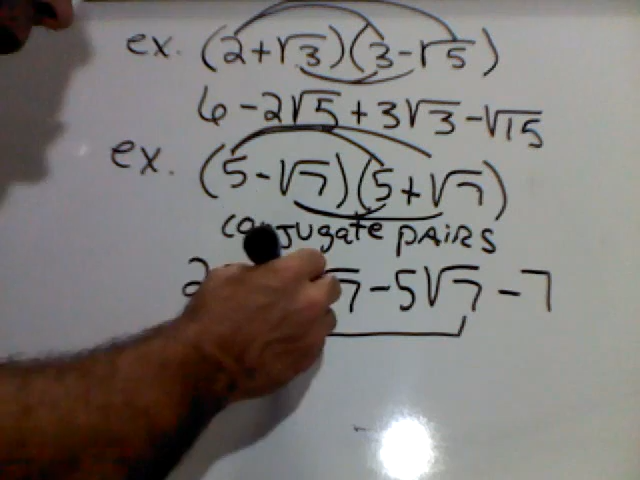 ex. (2+√3)(3-√5)
6-2√5+3√3-√15
ex. (5-√7)(5+√7)
conjugate PAIRS
2 √7-5√7-7